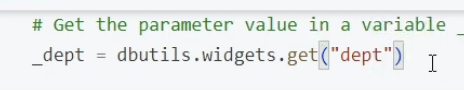 # Get the parameter value in a variable _
_dept = dbutils.widgets.get("dept")